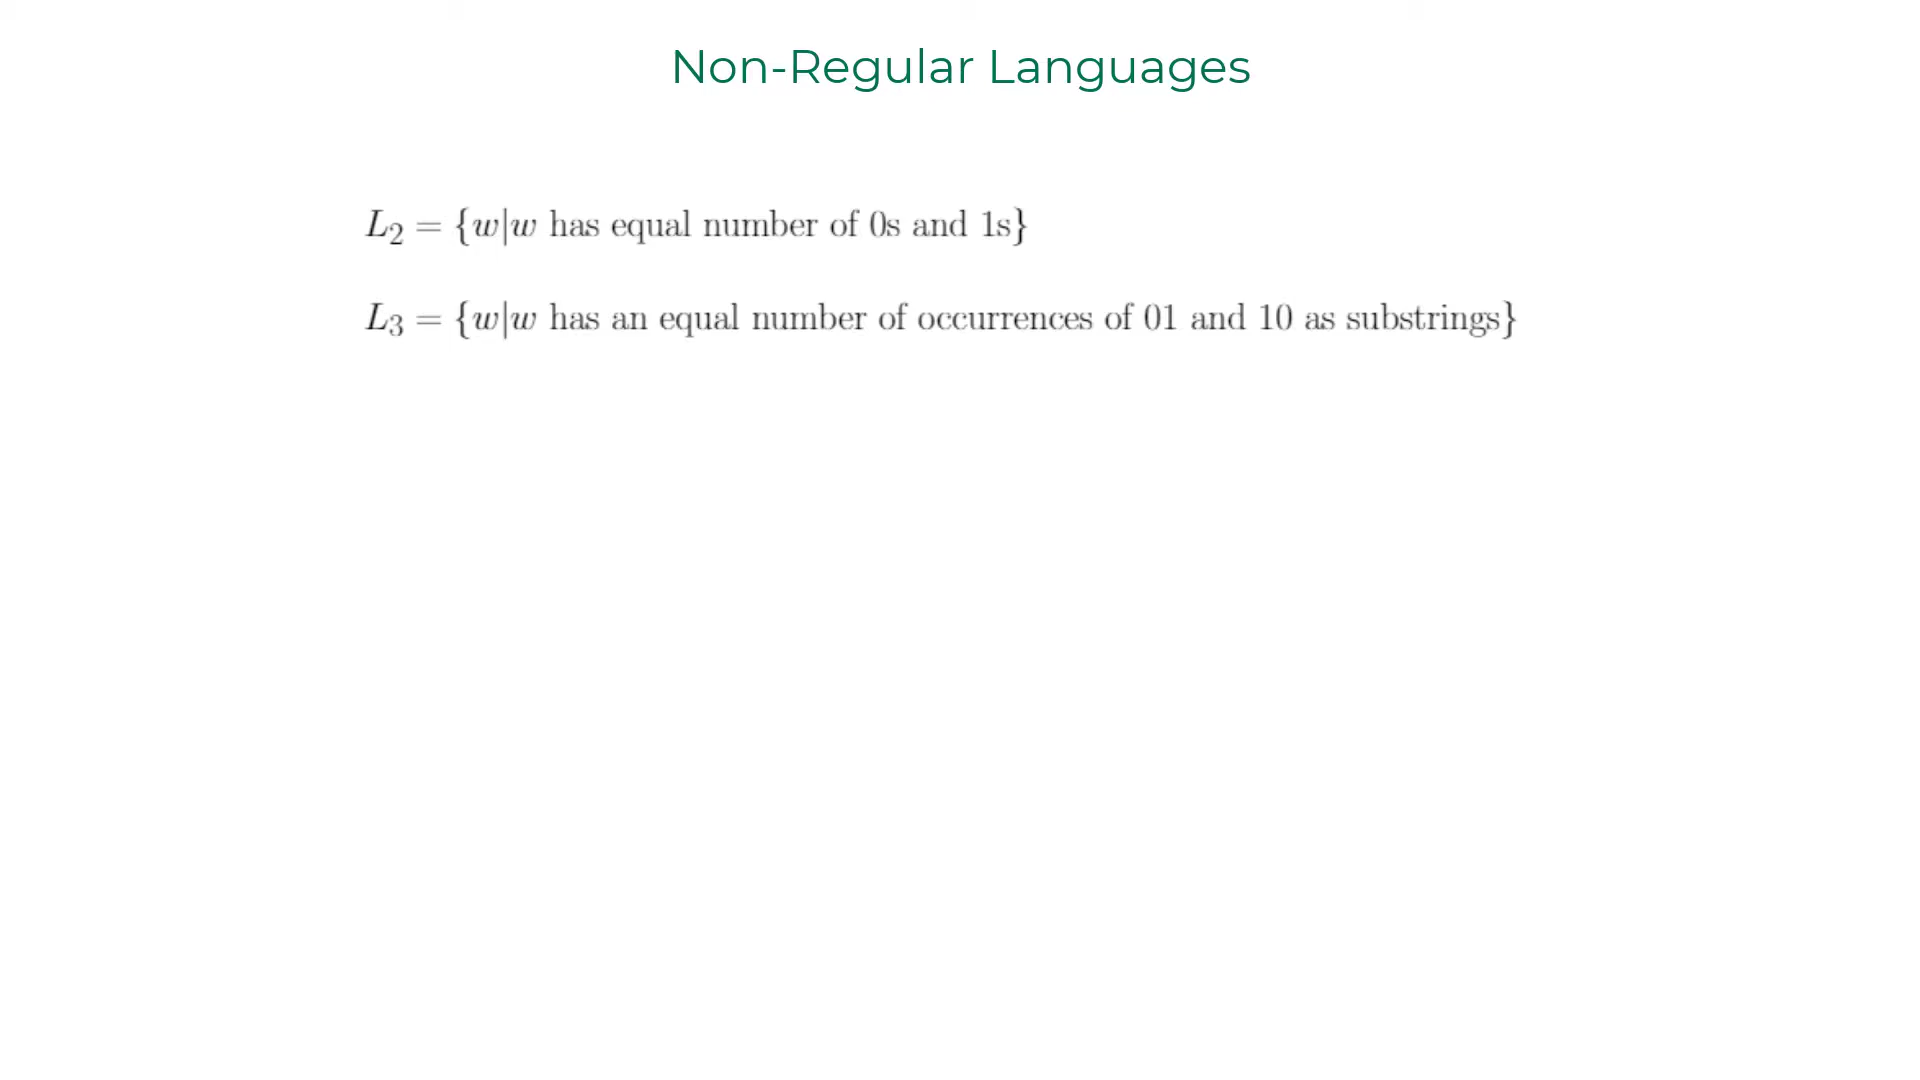 Non-Regular Languages
L₂ = {w|w has equal number of 0s and 1s}
L₃ = {w|w has an equal number of occurrences of 01 and 10 as substrings}